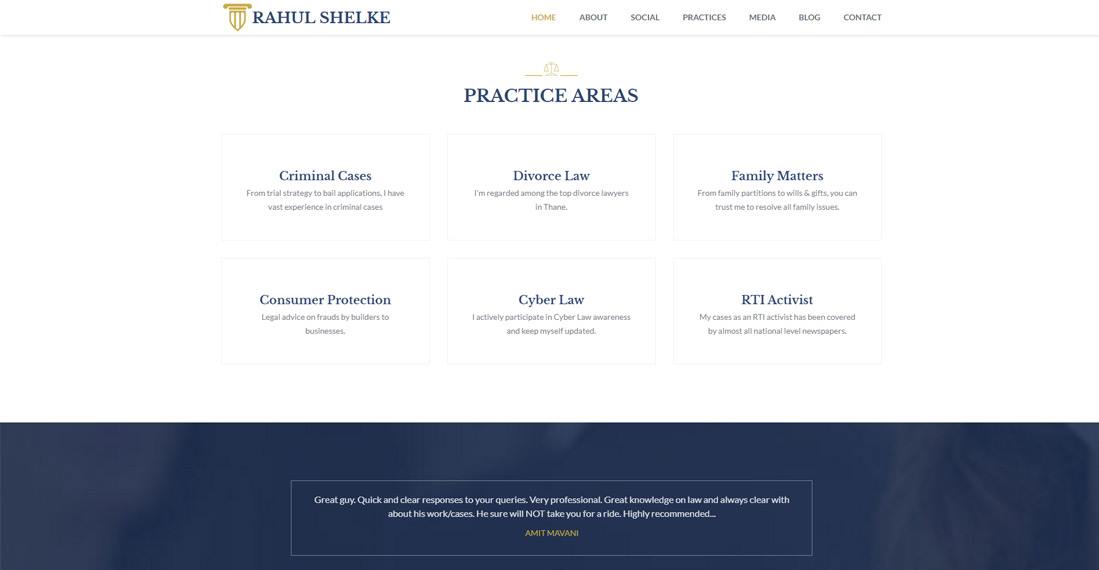 RAHUL SHELKE
HOME ABOUT SOCIAL PRACTICES MEDIA BLOG CONTACT
PRACTICE AREAS
Criminal Cases
From trial strategy to bail applications, I have
vast experience in criminal cases
Divorce Law
I'm regarded among the top divorce lawyers
in Thane.
Family Matters
From family partitions to wills & gifts, you can
trust me to resolve all family issues.
Consumer Protection
Legal advice on frauds by builders to
businesses.
Cyber Law
I actively participate in Cyber Law awareness
and keep myself updated.
RTI Activist
My cases as an RTI activist has been covered
by almost all national level newspapers.
Great guy. Quick and clear responses to your queries. Very professional. Great knowledge on law and always clear with
about his work/cases. He sure will NOT take you for a ride. Highly recommended...
AMIT MAVANI